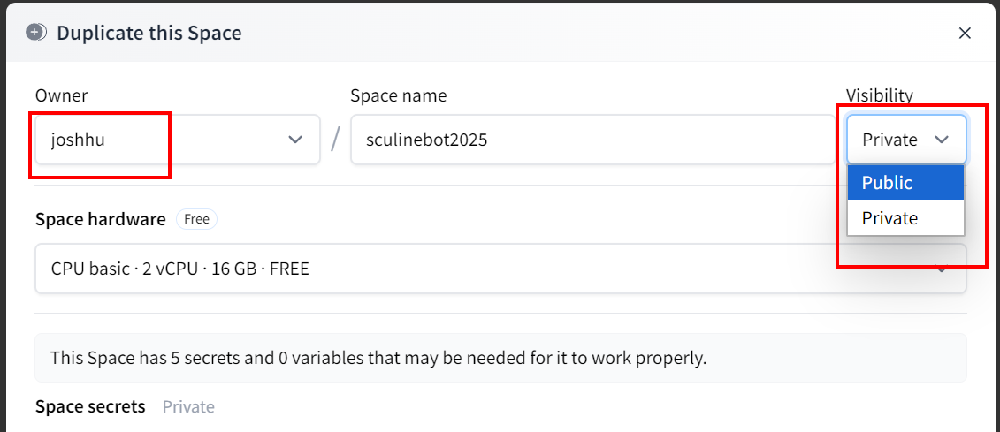 Duplicate this Space
Owner
Space name
Visibility
joshhu
/
sculinebot2025
Private
Public
Private
Space hardware
Free
CPU basic · 2 vCPU · 16 GB · FREE
This Space has 5 secrets and 0 variables that may be needed for it to work properly.
Space secrets
Private